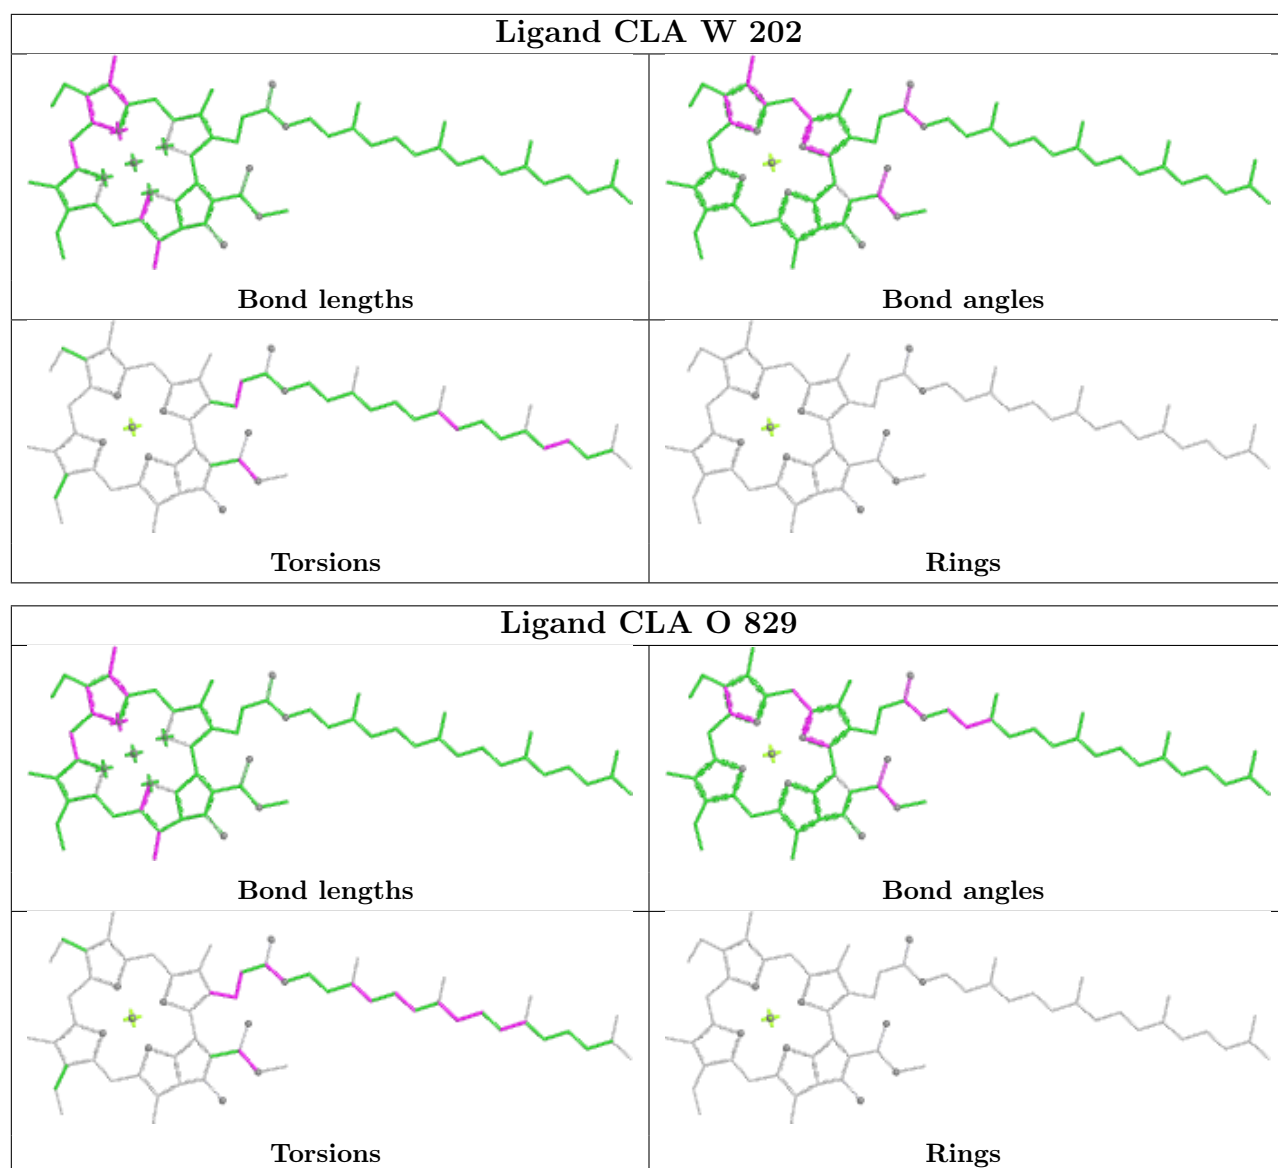 Ligand CLA W 202
Bond lengths
Bond angles
Torsions
Rings
Ligand CLA O 829
Bond lengths
Bond angles
Torsions
Rings